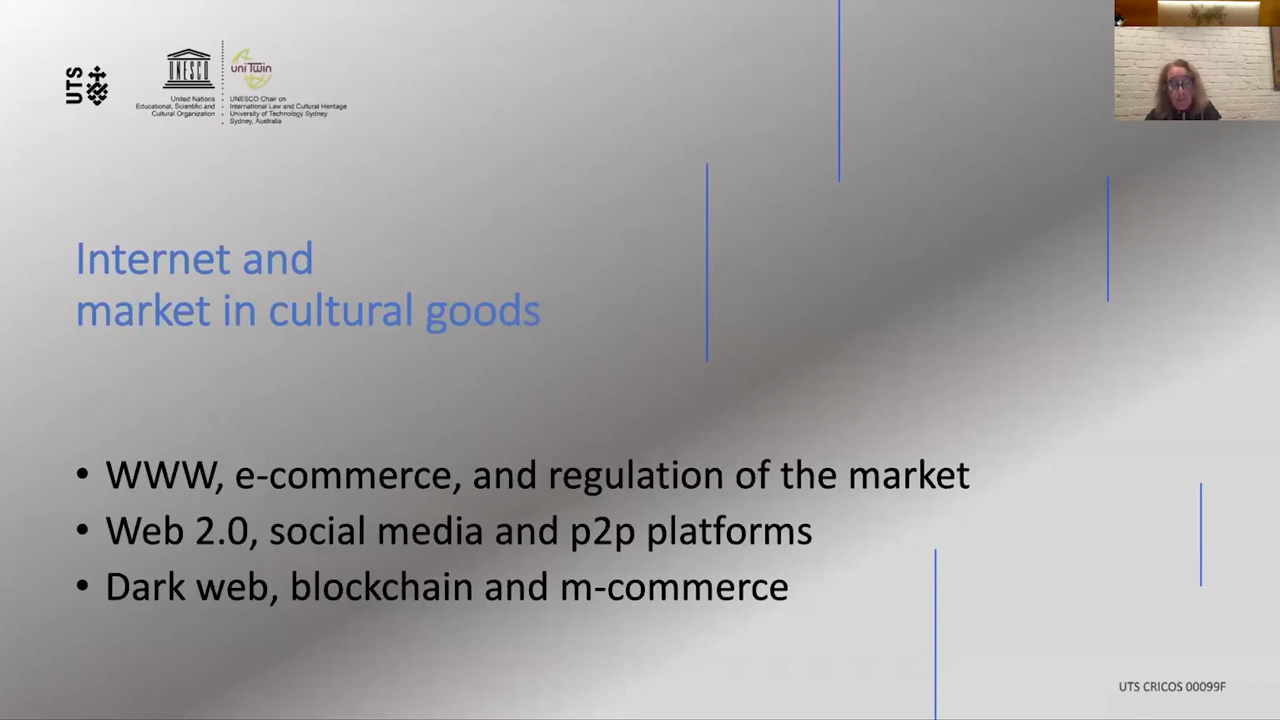 UTS
UNESCO
uniTwin
United Nations
Educational, Scientific and
Cultural Organization
UNESCO Chair on
International Law and Cultural Heritage
University of Technology Sydney
Sydney, Australia
Internet and
market in cultural goods
• WWW, e-commerce, and regulation of the market
• Web 2.0, social media and p2p platforms
• Dark web, blockchain and m-commerce
UTS CRICOS 00099F